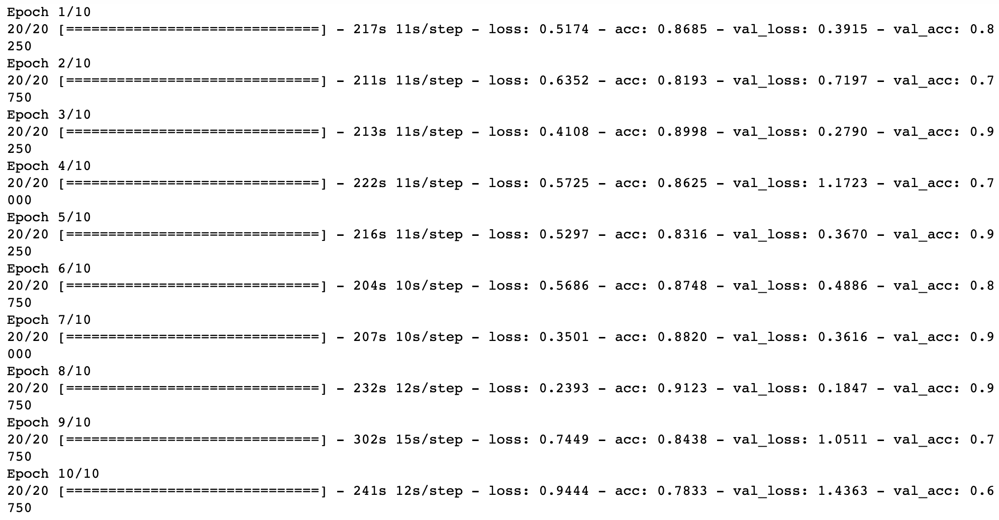 Epoch 1/10
20/20 [==============================] - 217s 11s/step - loss: 0.5174 - acc: 0.8685 - val_loss: 0.3915 - val_acc: 0.8
250
Epoch 2/10
20/20 [==============================] - 211s 11s/step - loss: 0.6352 - acc: 0.8193 - val_loss: 0.7197 - val_acc: 0.7
750
Epoch 3/10
20/20 [==============================] - 213s 11s/step - loss: 0.4108 - acc: 0.8998 - val_loss: 0.2790 - val_acc: 0.9
250
Epoch 4/10
20/20 [==============================] - 222s 11s/step - loss: 0.5725 - acc: 0.8625 - val_loss: 1.1723 - val_acc: 0.7
000
Epoch 5/10
20/20 [==============================] - 216s 11s/step - loss: 0.5297 - acc: 0.8316 - val_loss: 0.3670 - val_acc: 0.9
250
Epoch 6/10
20/20 [==============================] - 204s 10s/step - loss: 0.5686 - acc: 0.8748 - val_loss: 0.4886 - val_acc: 0.8
750
Epoch 7/10
20/20 [==============================] - 207s 10s/step - loss: 0.3501 - acc: 0.8820 - val_loss: 0.3616 - val_acc: 0.9
000
Epoch 8/10
20/20 [==============================] - 232s 12s/step - loss: 0.2393 - acc: 0.9123 - val_loss: 0.1847 - val_acc: 0.9
750
Epoch 9/10
20/20 [==============================] - 302s 15s/step - loss: 0.7449 - acc: 0.8438 - val_loss: 1.0511 - val_acc: 0.7
750
Epoch 10/10
20/20 [==============================] - 241s 12s/step - loss: 0.9444 - acc: 0.7833 - val_loss: 1.4363 - val_acc: 0.6
750